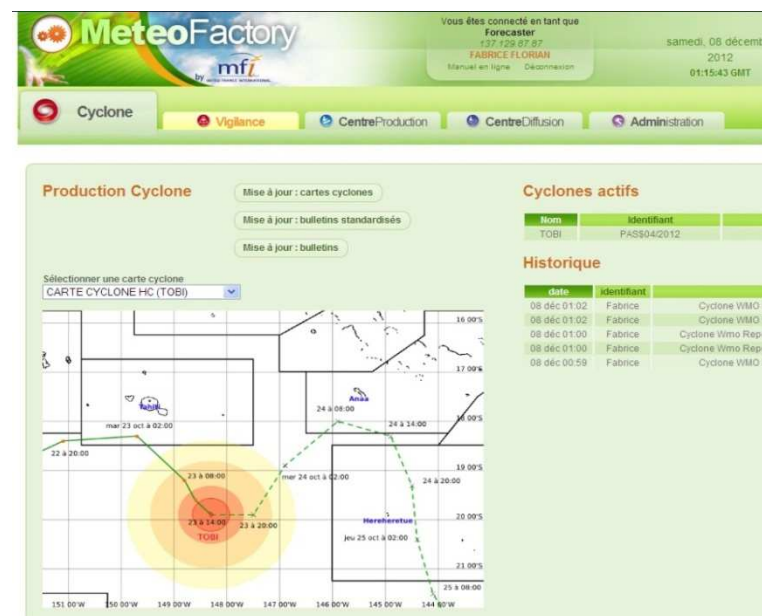 MeteoFactory
by mfi
METEO FRANCE INTERNATIONAL
Vous êtes connecté en tant que
Forecaster
137.129.87.87
FABRICE FLORIAN
Manuel en ligne Déconnexion
samedi, 08 décemb
2012
01:15:43 GMT
Cyclone
Vigilance
CentreProduction
CentreDiffusion
Administration
Production Cyclone
Mise à jour : cartes cyclones
Mise à jour : bulletins standardisés
Mise à jour : bulletins
Sélectionner une carte cyclone
CARTE CYCLONE HC (TOBI)
Cyclones actifs
Nom Identifiant
TOBI PAS$04/2012
Historique
date identifiant
08 déc 01:02 Fabrice Cyclone WMO
08 déc 01:02 Fabrice Cyclone WMO
08 déc 01:00 Fabrice Cyclone Wmo Rep
08 déc 01:00 Fabrice Cyclone Wmo Rep
08 déc 00:59 Fabrice Cyclone WMO
16 00'S
17 00'S
Anaa
Tahiti
24 à 08:00
18 00'S
mar 23 oct à 02:00
24 à 14:00
22 à 20:00
19 00'S
23 à 08:00
mer 24 oct à 02:00
24 à 20:00
23 à 14:00
23 à 20:00
Hereheretue
20 00'S
TOBI
jeu 25 oct à 02:00
21 00'S
25 à 08:00
151 00'W 150 00'W 149 00'W 148 00'W 147 00'W 146 00'W 145 00'W 144 00'W